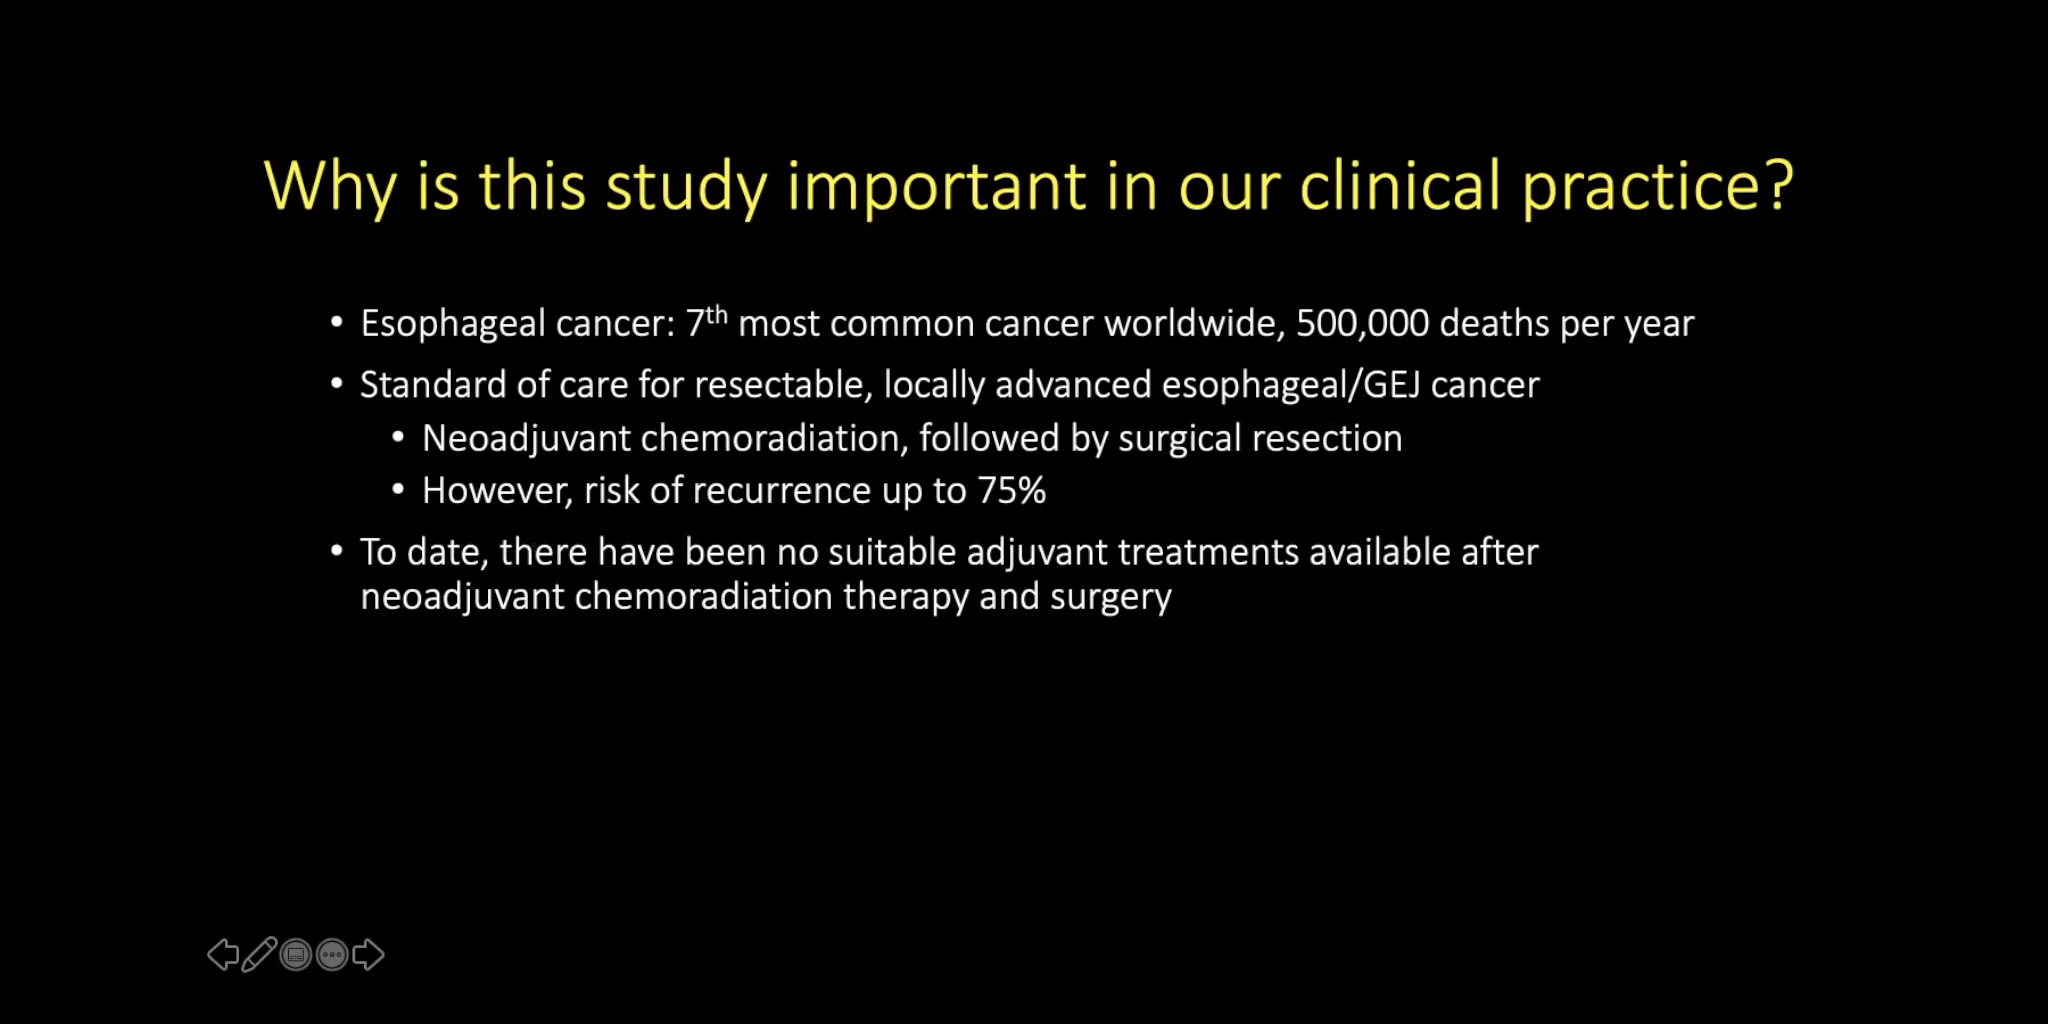 Why is this study important in our clinical practice?
• Esophageal cancer: 7th most common cancer worldwide, 500,000 deaths per year
• Standard of care for resectable, locally advanced esophageal/GEJ cancer
• Neoadjuvant chemoradiation, followed by surgical resection
• However, risk of recurrence up to 75%
• To date, there have been no suitable adjuvant treatments available after
neoadjuvant chemoradiation therapy and surgery